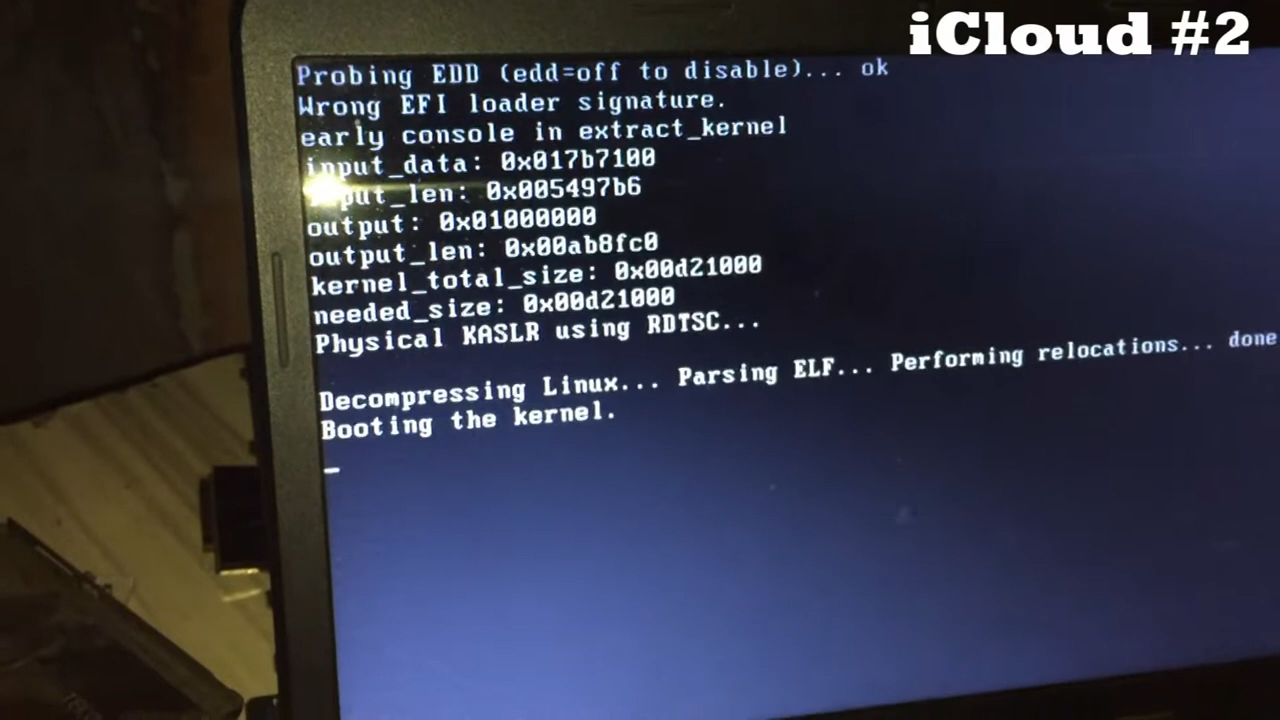 iCloud #2
Probing EDD (edd=off to disable)... ok
Wrong EFI loader signature.
early console in extract_kernel
input_data: 0x017b7100
input_len: 0x005497b6
output: 0x01000000
output_len: 0x00ab8fc0
kernel_total_size: 0x00d21000
needed_size: 0x00d21000
Physical KASLR using RDTSC...
Decompressing Linux... Parsing ELF... Performing relocations... done
Booting the kernel.